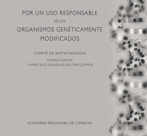 POR UN USO RESPONSABLE
DE LOS
ORGANISMOS GENÉTICAMENTE
MODIFICADOS
COMITÉ DE BIOTECNOLOGÍA
ACADEMIA MEXICANA DE CIENCIAS